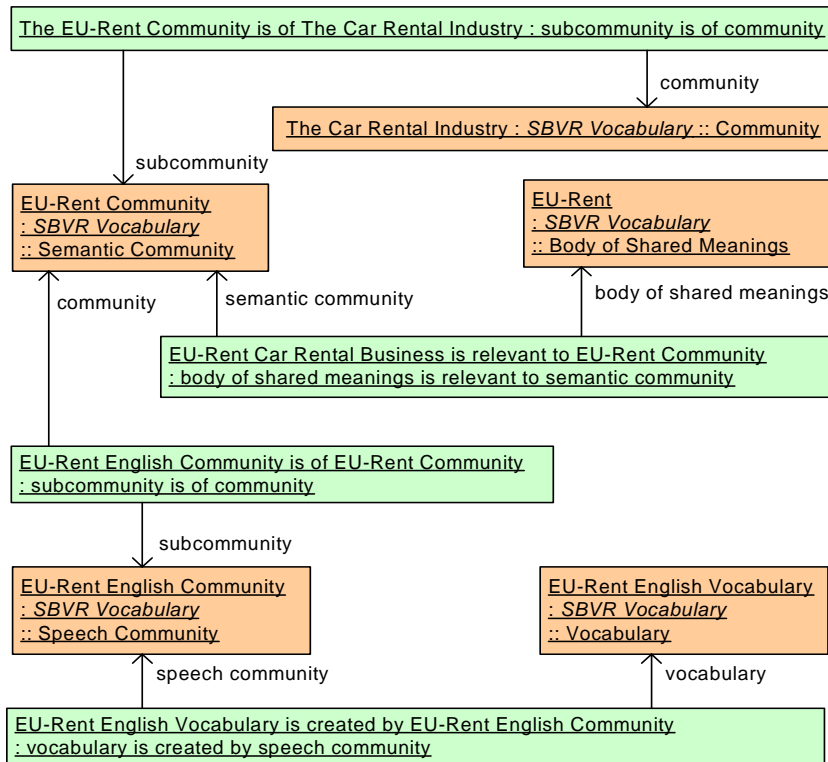 The EU-Rent Community is of The Car Rental Industry : subcommunity is of community
community
The Car Rental Industry : SBVR Vocabulary :: Community
subcommunity
EU-Rent Community
: SBVR Vocabulary
:: Semantic Community
EU-Rent
: SBVR Vocabulary
:: Body of Shared Meanings
community
semantic community
body of shared meanings
EU-Rent Car Rental Business is relevant to EU-Rent Community
: body of shared meanings is relevant to semantic community
EU-Rent English Community is of EU-Rent Community
: subcommunity is of community
subcommunity
EU-Rent English Community
: SBVR Vocabulary
:: Speech Community
EU-Rent English Vocabulary
: SBVR Vocabulary
:: Vocabulary
speech community
vocabulary
EU-Rent English Vocabulary is created by EU-Rent English Community
: vocabulary is created by speech community